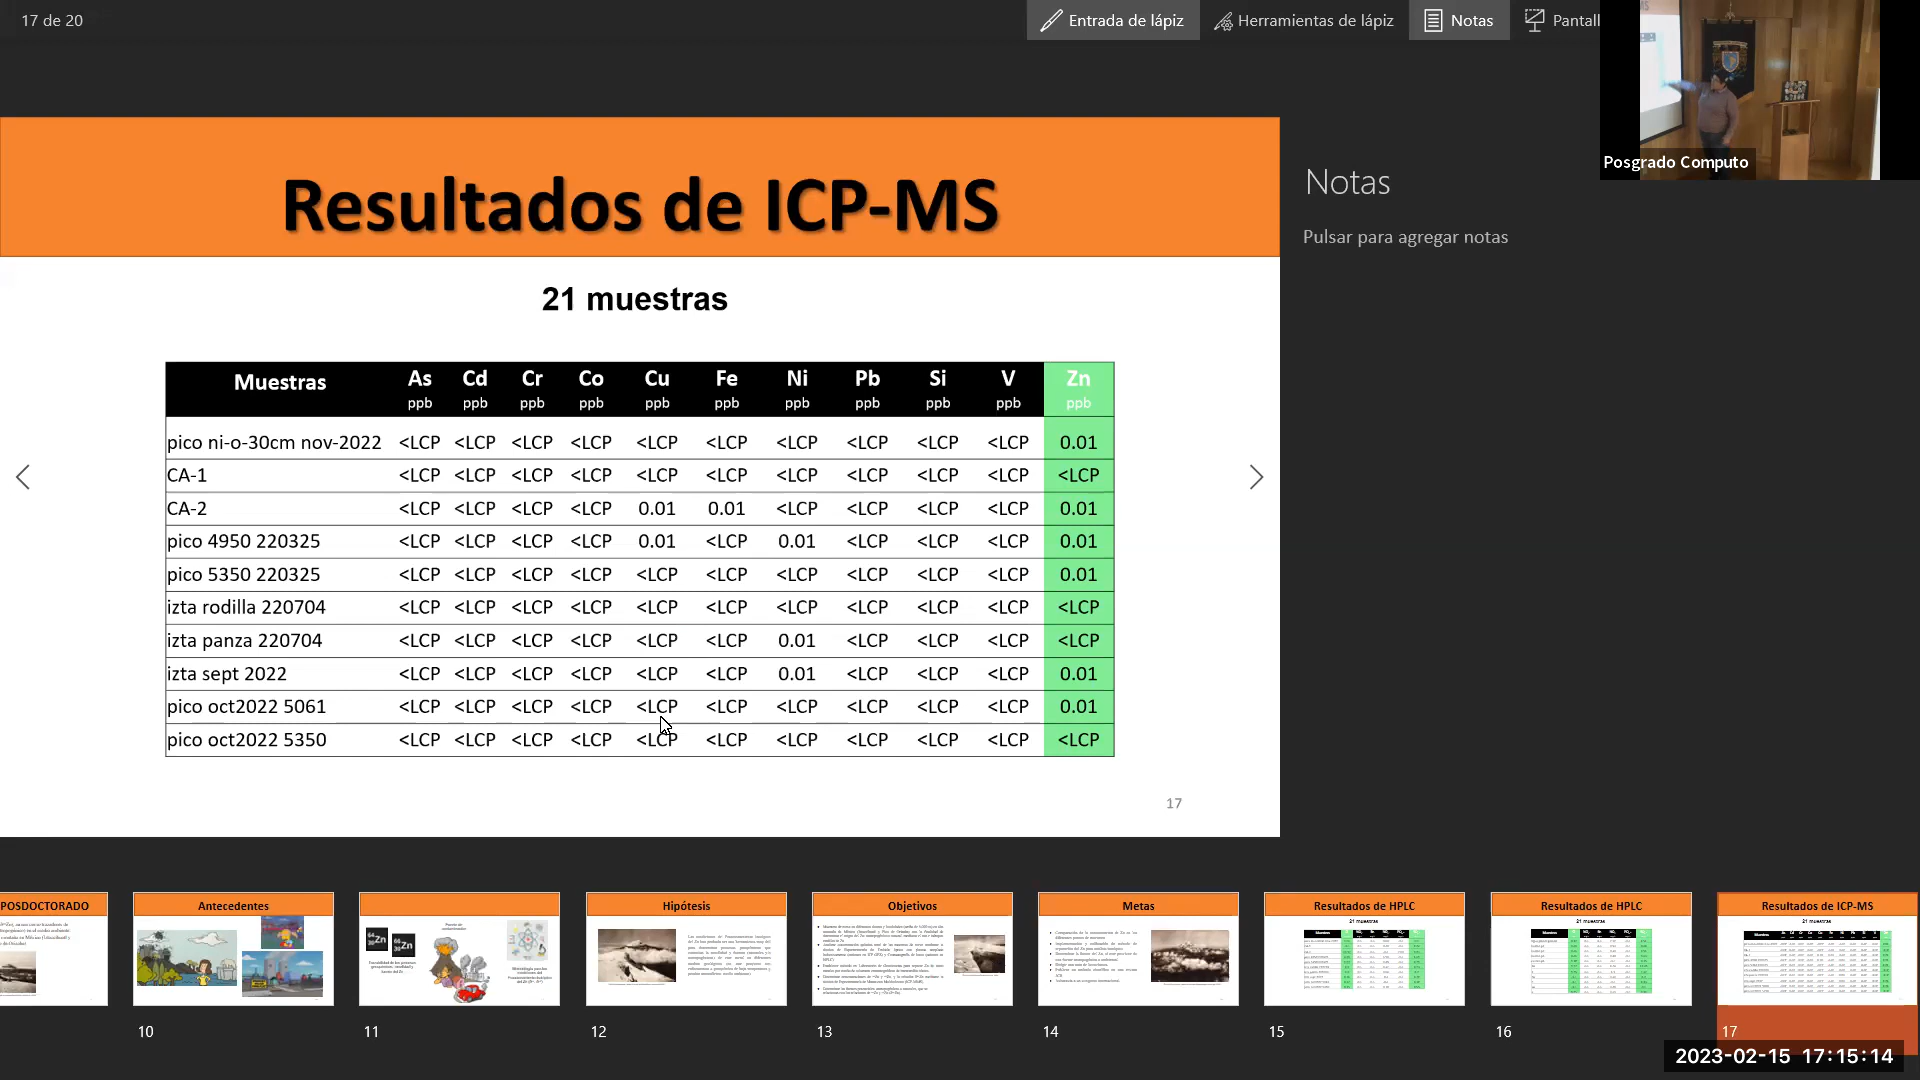 17 de 20
Entrada de lápiz
Herramientas de lápiz
Notas
Pantall
Posgrado Computo
Resultados de ICP-MS
21 muestras
Muestras As Cd Cr Co Cu Fe Ni Pb Si V Zn
ppb ppb ppb ppb ppb ppb ppb ppb ppb ppb ppb
pico ni-o-30cm nov-2022 <LCP <LCP <LCP <LCP <LCP <LCP <LCP <LCP <LCP <LCP 0.01
CA-1 <LCP <LCP <LCP <LCP <LCP <LCP <LCP <LCP <LCP <LCP <LCP
CA-2 <LCP <LCP <LCP <LCP 0.01 0.01 <LCP <LCP <LCP <LCP 0.01
pico 4950 220325 <LCP <LCP <LCP <LCP 0.01 <LCP 0.01 <LCP <LCP <LCP 0.01
pico 5350 220325 <LCP <LCP <LCP <LCP <LCP <LCP <LCP <LCP <LCP <LCP 0.01
izta rodilla 220704 <LCP <LCP <LCP <LCP <LCP <LCP <LCP <LCP <LCP <LCP <LCP
izta panza 220704 <LCP <LCP <LCP <LCP <LCP <LCP 0.01 <LCP <LCP <LCP <LCP
izta sept 2022 <LCP <LCP <LCP <LCP <LCP <LCP 0.01 <LCP <LCP <LCP 0.01
pico oct2022 5061 <LCP <LCP <LCP <LCP <LCP <LCP <LCP <LCP <LCP <LCP 0.01
pico oct2022 5350 <LCP <LCP <LCP <LCP <LCP <LCP <LCP <LCP <LCP <LCP <LCP
17
Notas
Pulsar para agregar notas
POSDOCTORADO
Antecedentes
Hipótesis
Objetivos
Metas
Resultados de HPLC
21 muestras
Resultados de HPLC
21 muestras
Resultados de ICP-MS
21 muestras
10 11 12 13 14 15 16 17
2023-02-15 17:15:14